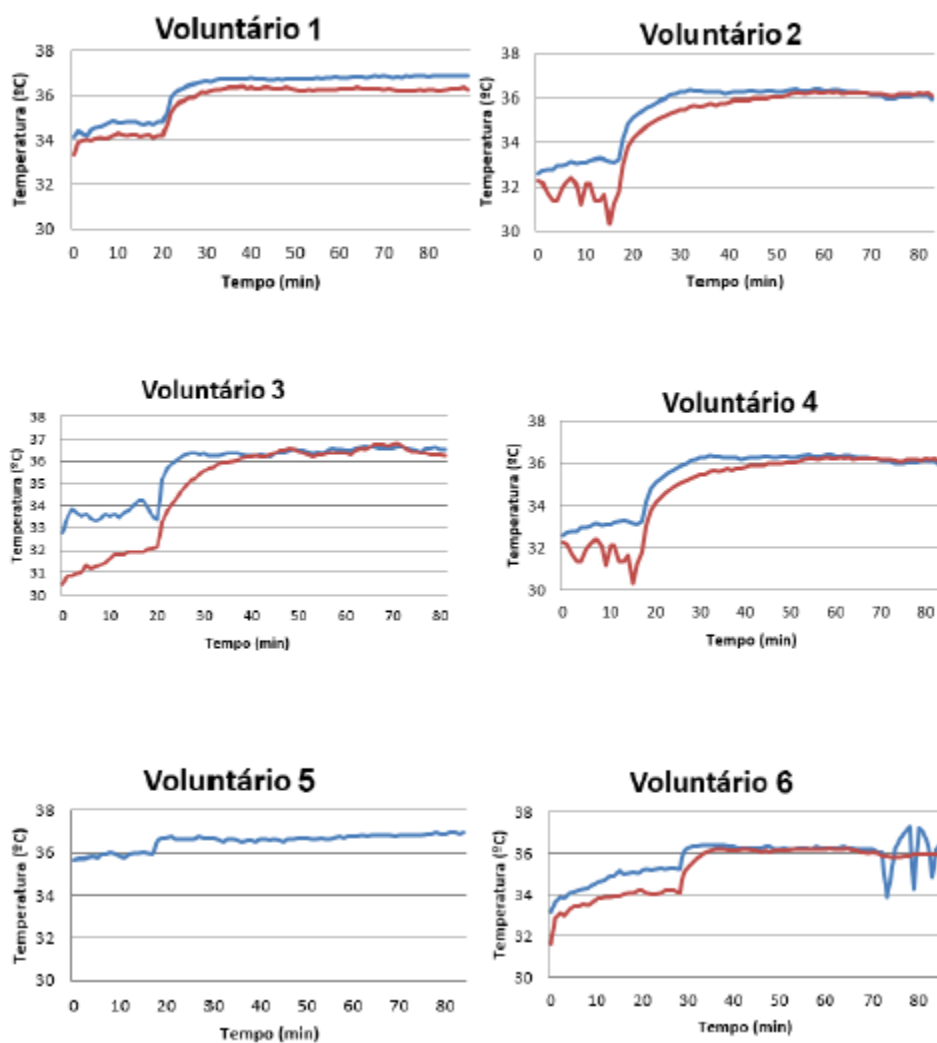 Voluntário 1
Temperatura (ºC)
38
36
34
32
30
0 10 20 30 40 50 60 70 80
Tempo (min)
Voluntário 2
Temperatura (ºC)
38
36
34
32
30
0 10 20 30 40 50 60 70 80
Tempo (min)
Voluntário 3
Temperatura (ºC)
38
37
36
34
33
32
31
30
0 10 20 30 40 50 60 70 80
Tempo (min)
Voluntário 4
Temperatura (ºC)
38
36
34
32
30
0 10 20 30 40 50 60 70 80
Tempo (min)
Voluntário 5
Temperatura (ºC)
38
36
34
32
30
0 10 20 30 40 50 60 70 80
Tempo (min)
Voluntário 6
Temperatura (ºC)
38
36
34
32
30
0 10 20 30 40 50 60 70 80
Tempo (min)